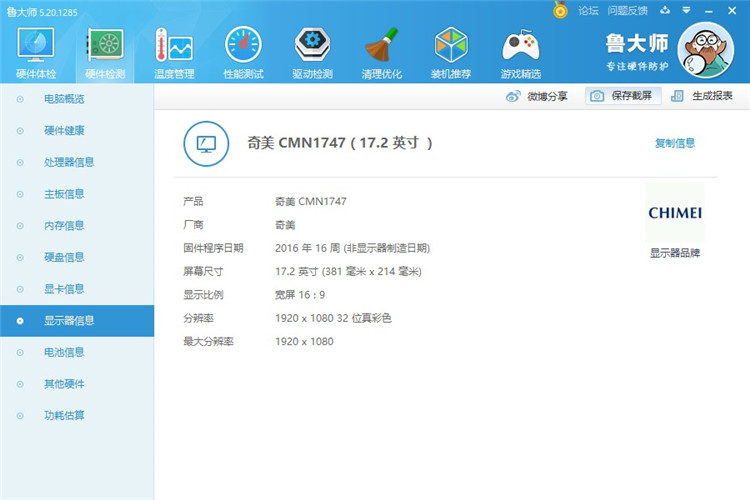 鲁大师 5.20.1285
论坛 问题反馈
硬件体检 硬件检测 温度管理 性能测试 驱动检测 清理优化 装机推荐 游戏精选
鲁大师
专注硬件防护
微博分享 保存截屏 生成报表
电脑概览
硬件健康
处理器信息
主板信息
内存信息
硬盘信息
显卡信息
显示器信息
电池信息
其他硬件
功耗估算
奇美 CMN1747 ( 17.2 英寸 )
复制信息
产品 奇美 CMN1747
厂商 奇美
固件程序日期 2016 年 16 周 (非显示器制造日期)
屏幕尺寸 17.2 英寸 (381 毫米 x 214 毫米)
显示比例 宽屏 16 : 9
分辨率 1920 x 1080 32 位真彩色
最大分辨率 1920 x 1080
CHIMEI
显示器品牌